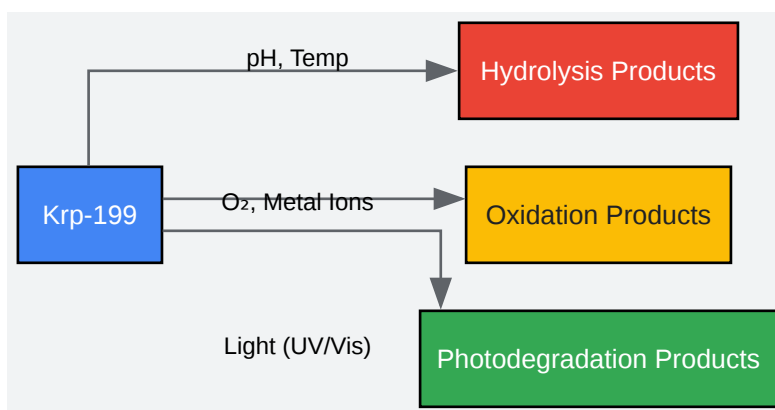 pH, Temp
Hydrolysis Products
Krp-199
O₂, Metal Ions
Oxidation Products
Light (UV/Vis)
Photodegradation Products